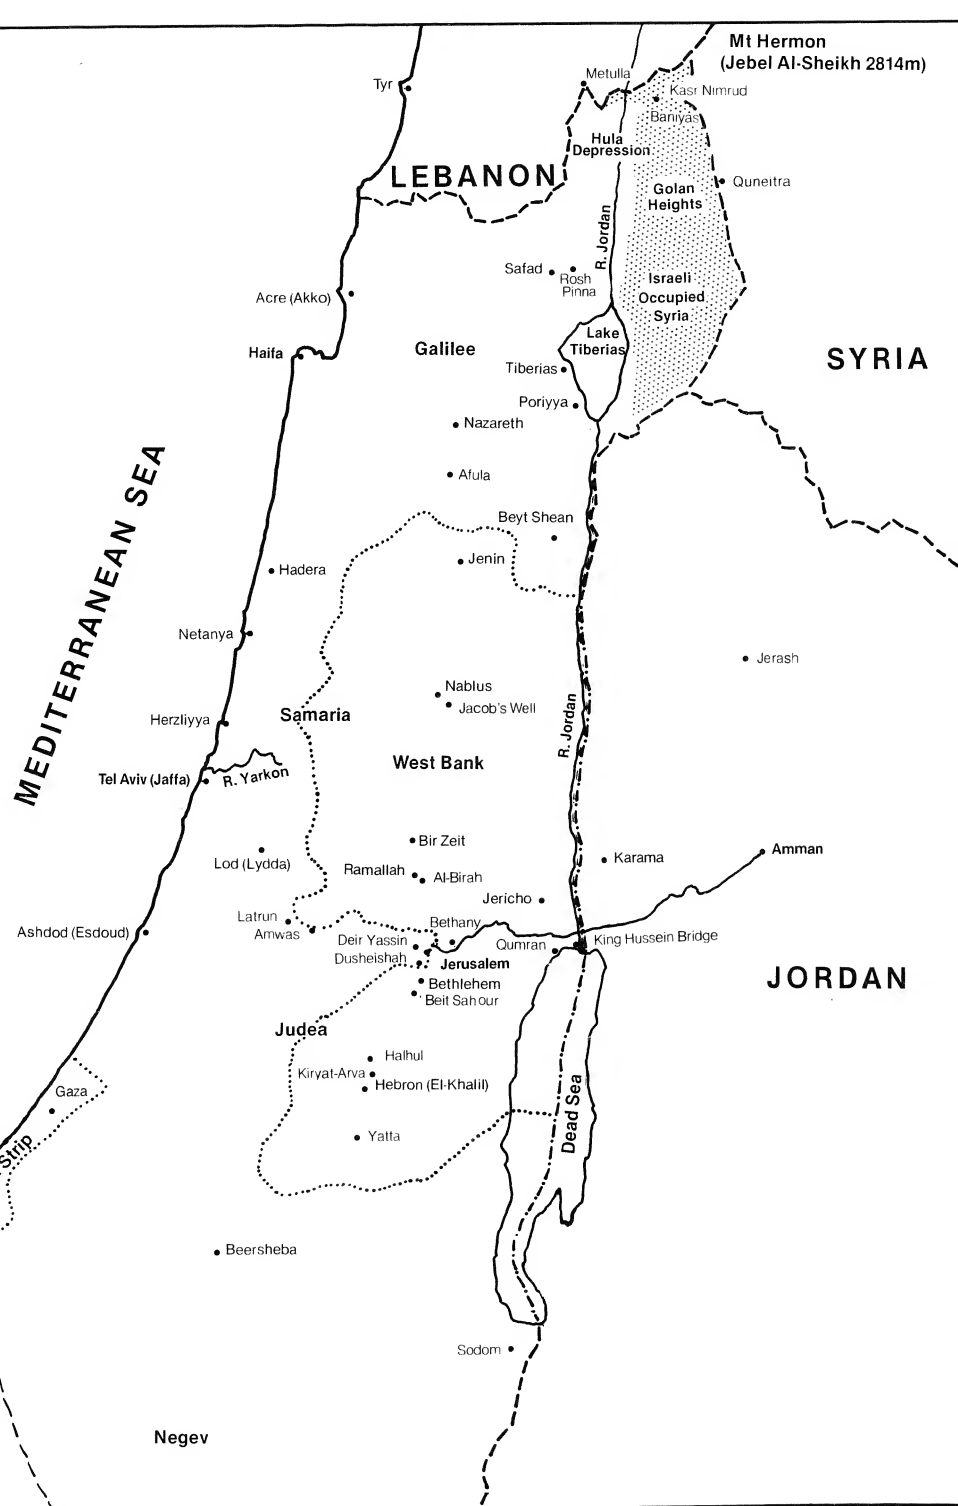 Mt Hermon
(Jebel Al-Sheikh 2814m)
Metulla
Tyr
Kasr Nimrud
Baniyas
Hula
Depression
LEBANON
Quneitra
Golan
Heights
R. Jordan
Safad
Rosh
Pinna
Israeli
Occupied
Syria
Acre (Akko)
Lake
Tiberias
Haifa
Galilee
SYRIA
Tiberias
Poriyya
Nazareth
MEDITERRANEAN SEA
Afula
Beyt Shean
Jenin
Hadera
Netanya
Jerash
Nablus
Jacob's Well
Samaria
Herzliyya
R. Jordan
West Bank
Tel Aviv (Jaffa)
R. Yarkon
Bir Zeit
Amman
Lod (Lydda)
Karama
Ramallah
Al-Birah
Jericho
Latrun
Bethany
Ashdod (Esdoud)
Amwas
Deir Yassin
Qumran
King Hussein Bridge
Dusheishah
Jerusalem
JORDAN
Bethlehem
Beit Sahour
Judea
Halhul
Kiryat-Arva
Hebron (El-Khalil)
Gaza
Dead Sea
Yatta
Strip
Beersheba
Sodom
Negev